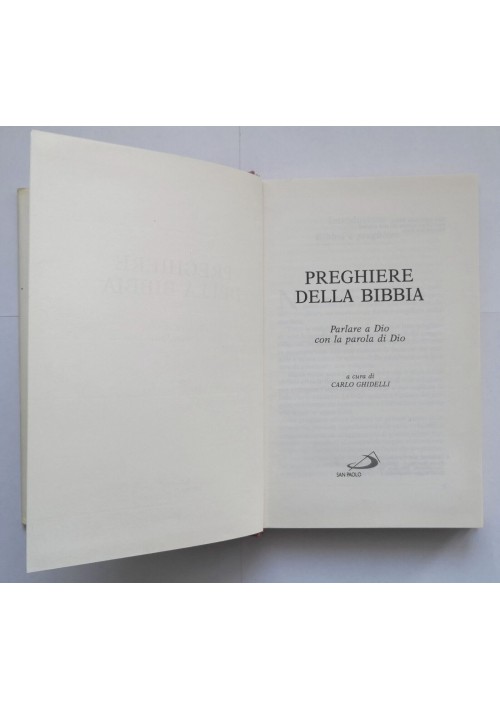 PREGHIERE
DELLA BIBBIA
Parlare a Dio
con la parola di Dio
a cura di
CARLO GHIDELLI
SAN PAOLO